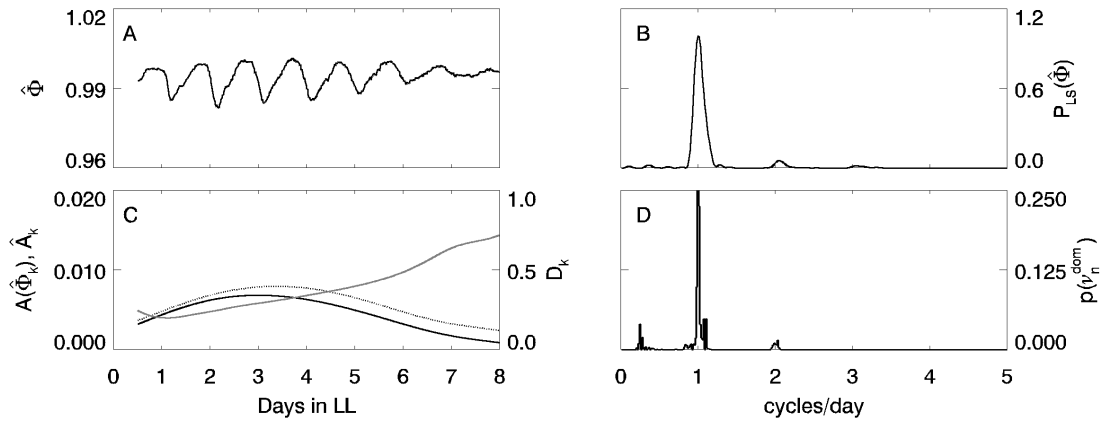 1.02
0.99
0.96
Φ̂
A
1.2
0.6
0.0
P_LS(Φ̂)
B
0.020
0.010
0.000
A(Φ̂_k), Â_k
C
1.0
0.5
0.0
D_k
0 1 2 3 4 5 6 7 8
Days in LL
D
0.250
0.125
0.000
p(ν_n^dom)
0 1 2 3 4 5
cycles/day